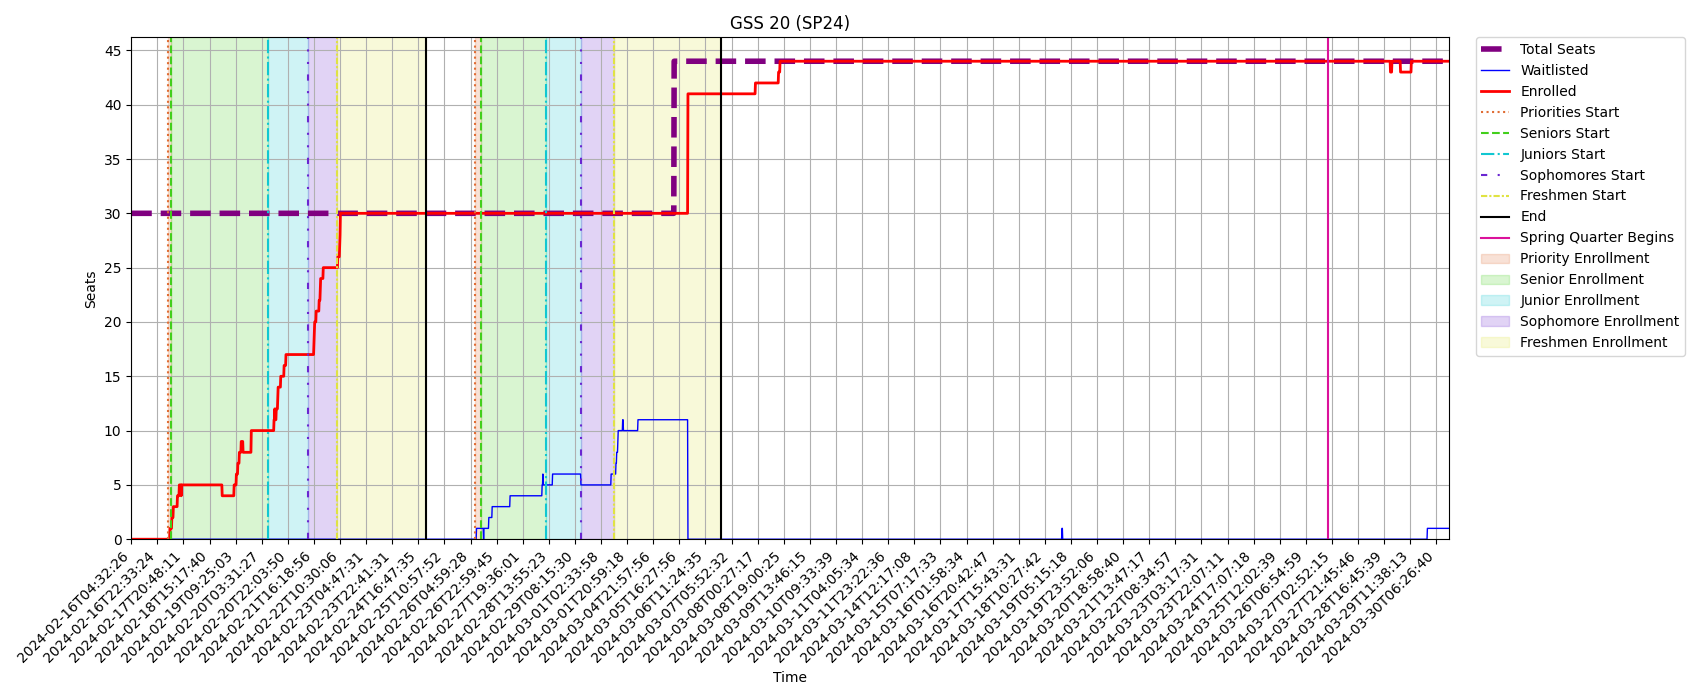 GSS 20 (SP24)
Seats
45
40
35
30
25
20
15
10
5
0
2024-02-16T04:32:26
2024-02-16T22:33:24
2024-02-17T20:48:11
2024-02-18T15:17:40
2024-02-19T09:25:03
2024-02-20T03:31:27
2024-02-20T22:03:50
2024-02-21T16:18:56
2024-02-22T10:30:06
2024-02-23T04:47:31
2024-02-23T22:41:31
2024-02-24T16:47:35
2024-02-25T10:57:52
2024-02-26T04:59:28
2024-02-26T22:59:45
2024-02-27T19:36:01
2024-02-28T13:55:23
2024-02-29T08:15:30
2024-03-01T02:33:58
2024-03-01T20:59:18
2024-03-04T21:57:56
2024-03-05T16:27:56
2024-03-06T11:24:35
2024-03-07T05:52:32
2024-03-08T00:27:17
2024-03-08T19:00:25
2024-03-09T13:46:15
2024-03-10T09:33:39
2024-03-11T04:05:34
2024-03-11T23:22:36
2024-03-14T12:17:08
2024-03-15T07:17:33
2024-03-16T01:58:34
2024-03-16T20:42:47
2024-03-17T15:43:31
2024-03-18T10:27:42
2024-03-19T05:15:18
2024-03-19T23:52:06
2024-03-20T18:58:40
2024-03-21T13:47:17
2024-03-22T08:34:57
2024-03-23T03:17:31
2024-03-23T22:07:11
2024-03-24T17:07:18
2024-03-25T12:02:39
2024-03-26T06:54:59
2024-03-27T02:52:15
2024-03-27T21:45:46
2024-03-28T16:45:39
2024-03-29T11:38:13
2024-03-30T06:26:40
Time
Total Seats
Waitlisted
Enrolled
Priorities Start
Seniors Start
Juniors Start
Sophomores Start
Freshmen Start
End
Spring Quarter Begins
Priority Enrollment
Senior Enrollment
Junior Enrollment
Sophomore Enrollment
Freshmen Enrollment